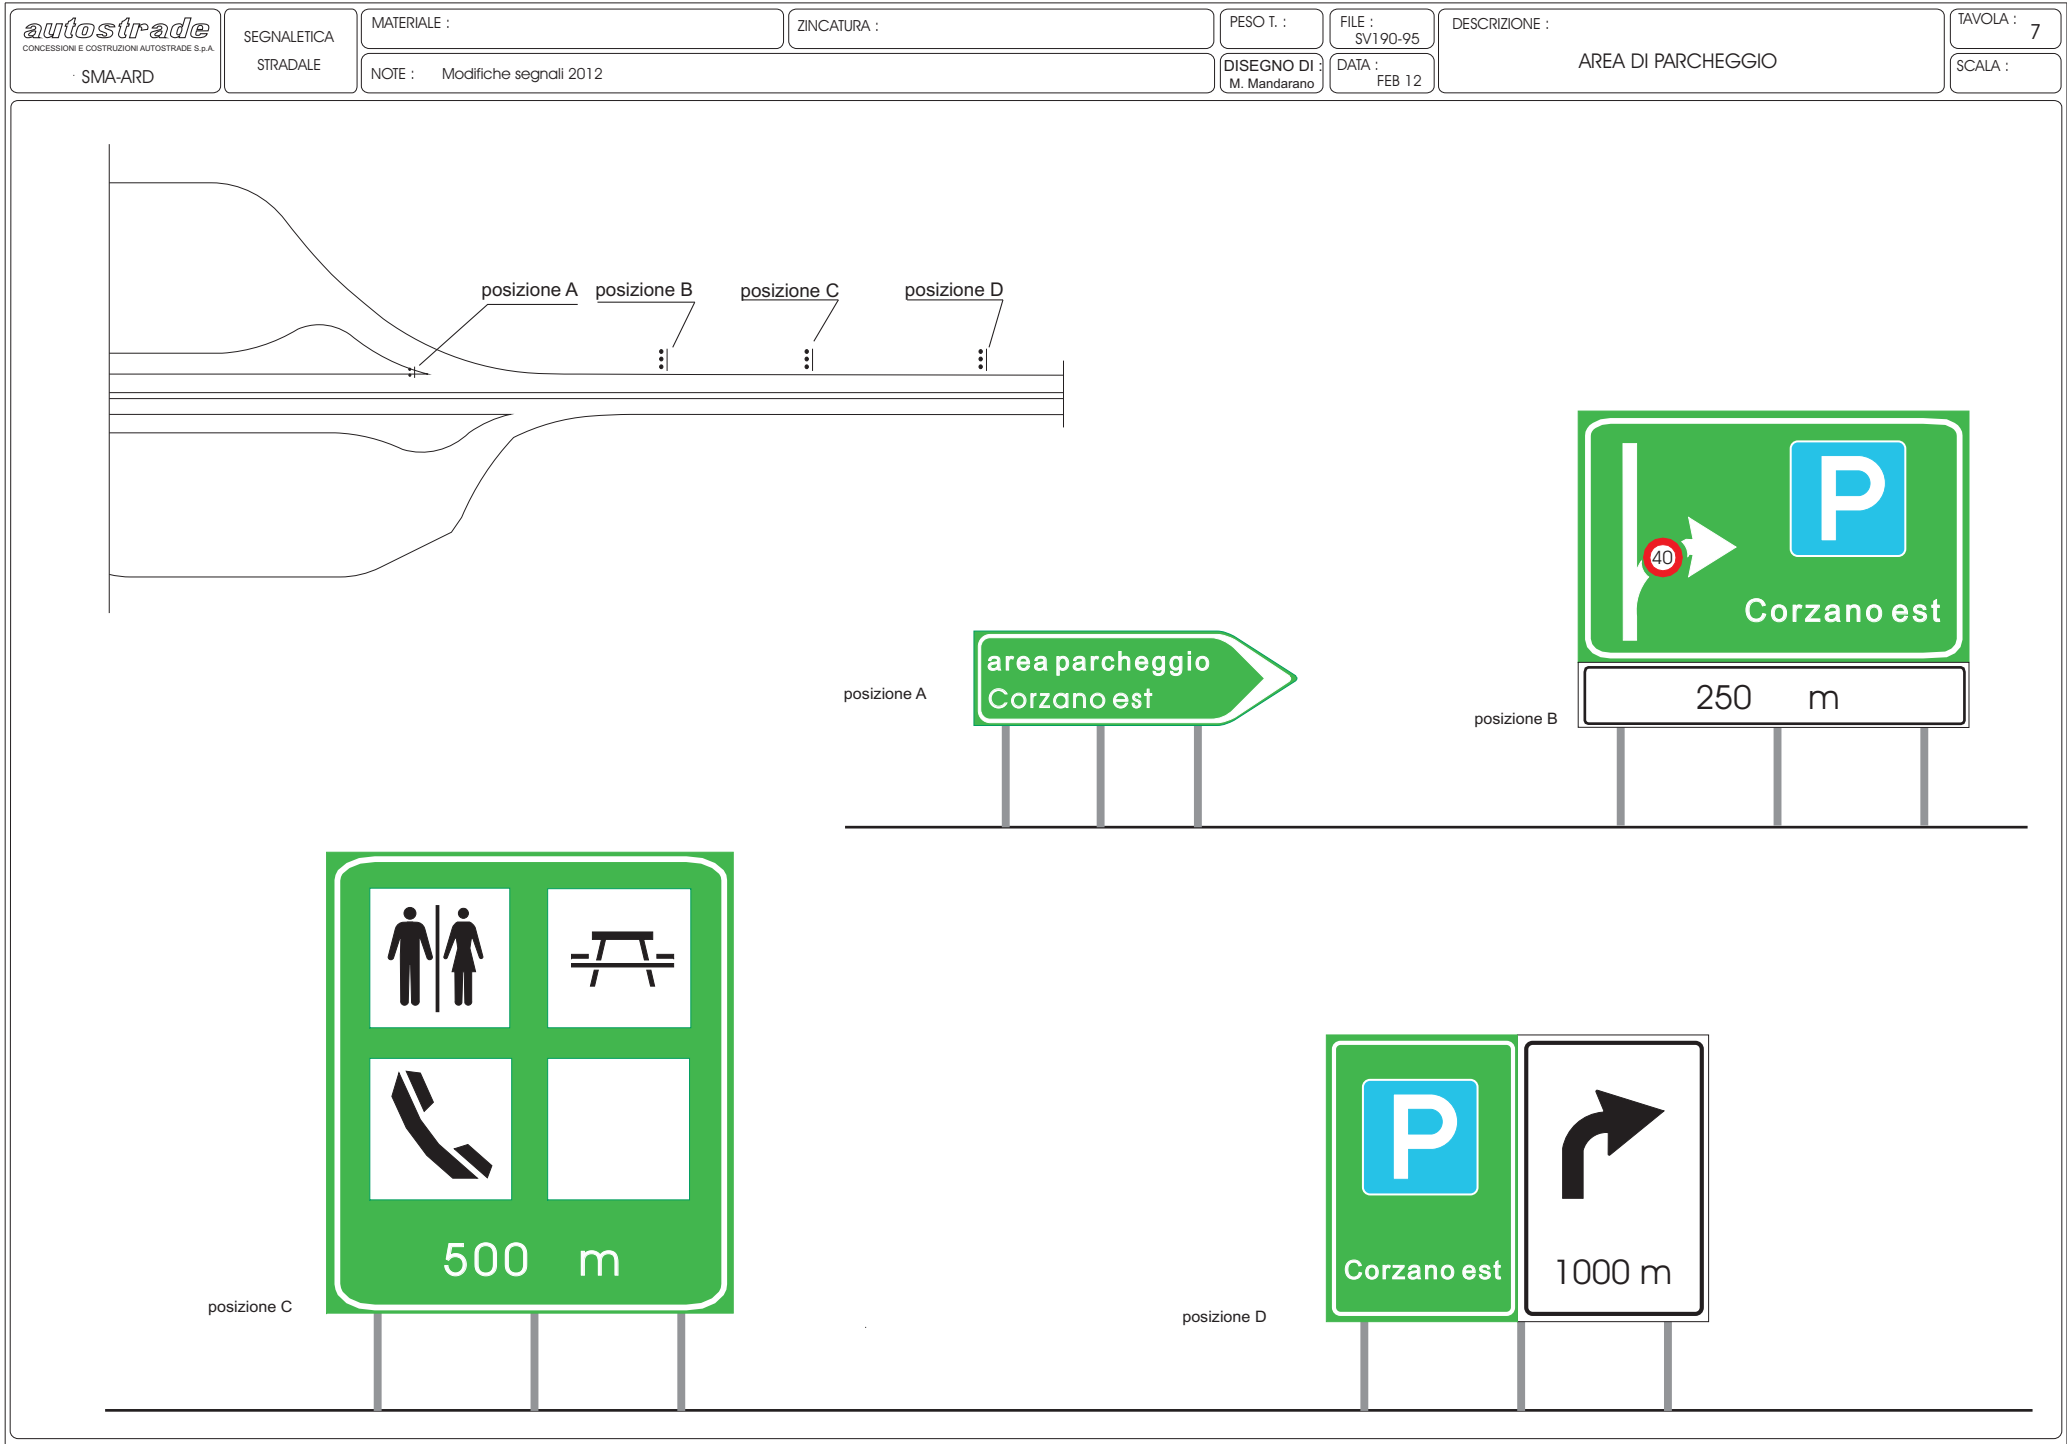 autostrade
CONCESSIONI E COSTRUZIONI AUTOSTRADE S.p.A.
SMA-ARD
SEGNALETICA
STRADALE
MATERIALE :
ZINCATURA :
NOTE : Modifiche segnali 2012
PESO T. :
DISEGNO DI :
M. Mandarano
FILE :
SV190-95
DATA :
FEB 12
DESCRIZIONE :
AREA DI PARCHEGGIO
TAVOLA :
7
SCALA :
posizione A
posizione B
posizione C
posizione D
P
40
Corzano est
250 m
posizione B
area parcheggio
Corzano est
posizione A
500 m
posizione C
P
Corzano est
1000 m
posizione D